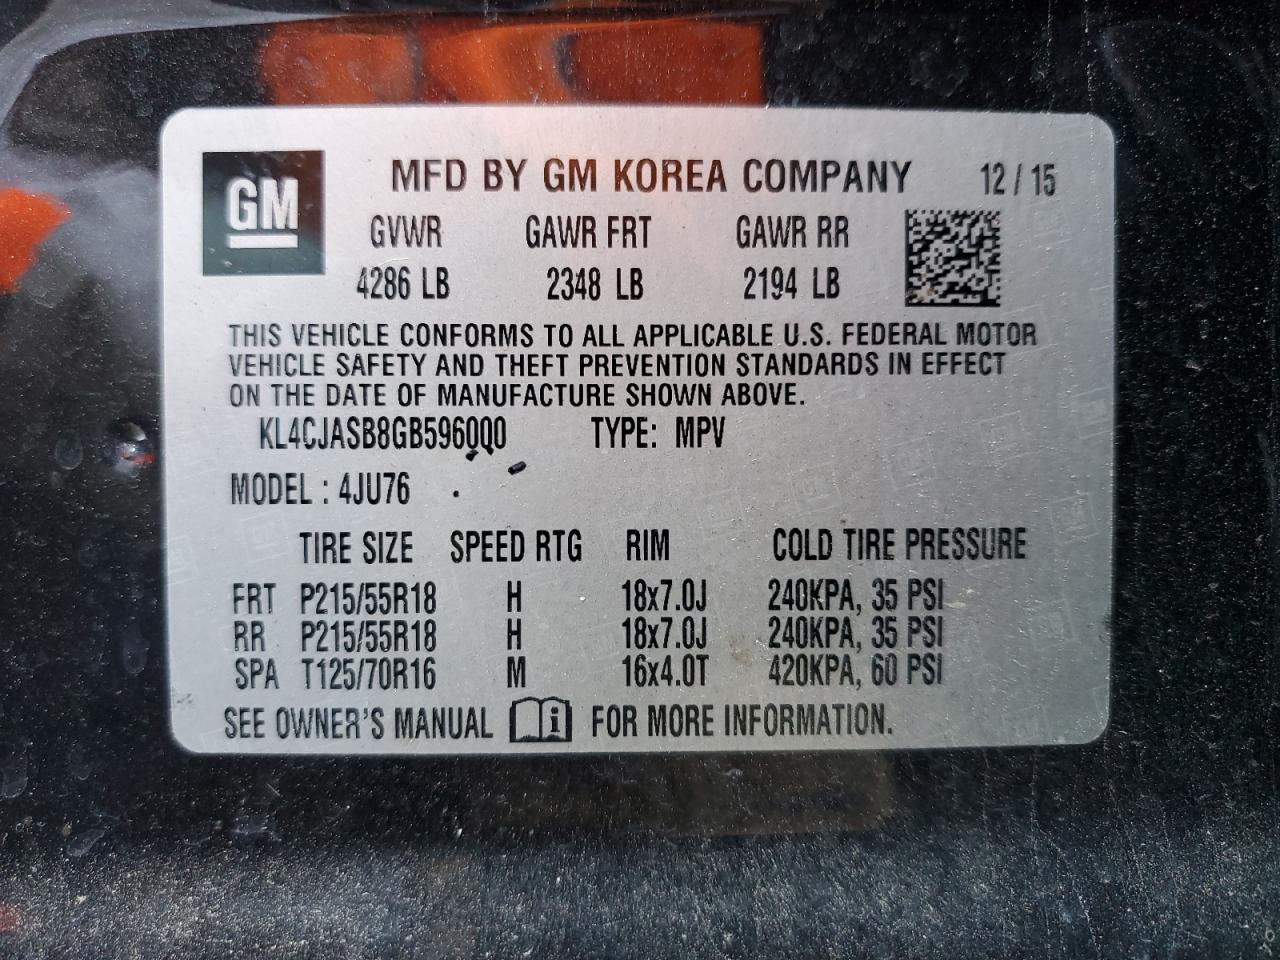 GM
MFD BY GM KOREA COMPANY 12/15
GVWR GAWR FRT GAWR RR
4286 LB 2348 LB 2194 LB
THIS VEHICLE CONFORMS TO ALL APPLICABLE U.S. FEDERAL MOTOR
VEHICLE SAFETY AND THEFT PREVENTION STANDARDS IN EFFECT
ON THE DATE OF MANUFACTURE SHOWN ABOVE.
KL4CJASB8GB596000 TYPE: MPV
MODEL : 4JU76
TIRE SIZE SPEED RTG RIM COLD TIRE PRESSURE
FRT P215/55R18 H 18x7.0J 240KPA, 35 PSI
RR P215/55R18 H 18x7.0J 240KPA, 35 PSI
SPA T125/70R16 M 16x4.0T 420KPA, 60 PSI
SEE OWNER'S MANUAL i FOR MORE INFORMATION.